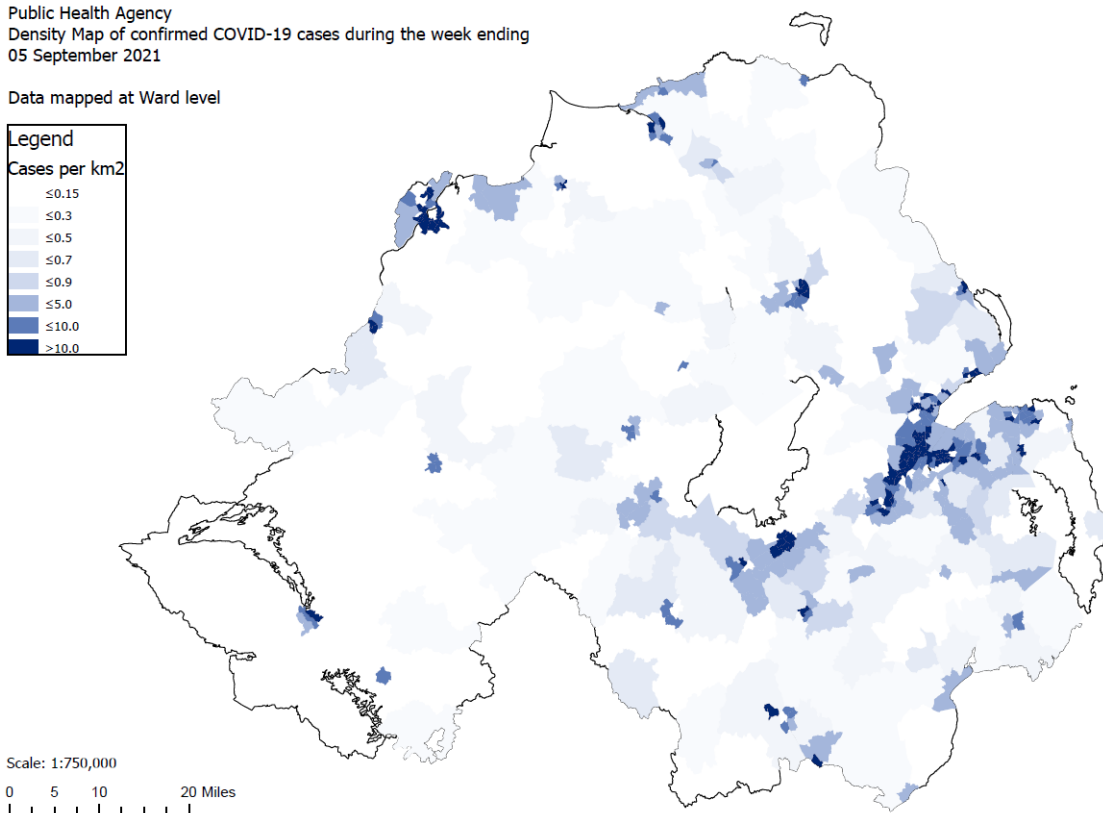 Public Health Agency
Density Map of confirmed COVID-19 cases during the week ending
05 September 2021
Data mapped at Ward level
Legend
Cases per km2
≤0.15
≤0.3
≤0.5
≤0.7
≤0.9
≤5.0
≤10.0
>10.0
Scale: 1:750,000
0 5 10 20 Miles